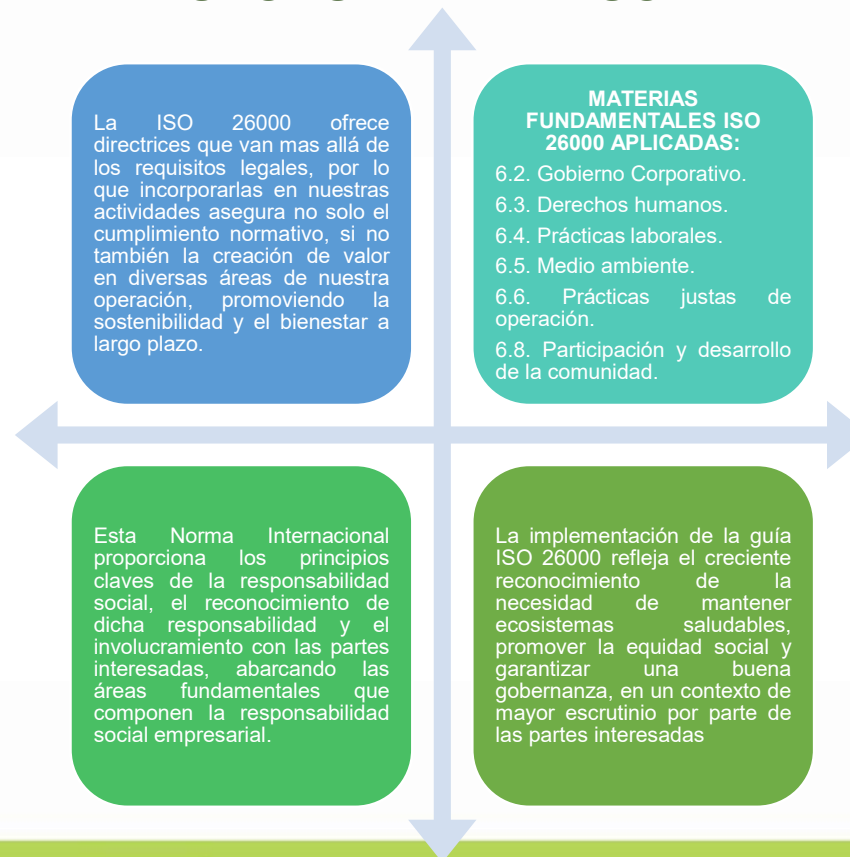 La ISO 26000 ofrece
directrices que van mas allá de
los requisitos legales, por lo
que incorporarlas en nuestras
actividades asegura no solo el
cumplimiento normativo, si no
también la creación de valor
en diversas áreas de nuestra
operación, promoviendo la
sostenibilidad y el bienestar a
largo plazo.
MATERIAS
FUNDAMENTALES ISO
26000 APLICADAS:
6.2. Gobierno Corporativo.
6.3. Derechos humanos.
6.4. Prácticas laborales.
6.5. Medio ambiente.
6.6. Prácticas justas de
operación.
6.8. Participación y desarrollo
de la comunidad.
Esta Norma Internacional
proporciona los principios
claves de la responsabilidad
social, el reconocimiento de
dicha responsabilidad y el
involucramiento con las partes
interesadas, abarcando las
áreas fundamentales que
componen la responsabilidad
social empresarial.
La implementación de la guía
ISO 26000 refleja el creciente
reconocimiento de la
necesidad de mantener
ecosistemas saludables,
promover la equidad social y
garantizar una buena
gobernanza, en un contexto de
mayor escrutinio por parte de
las partes interesadas